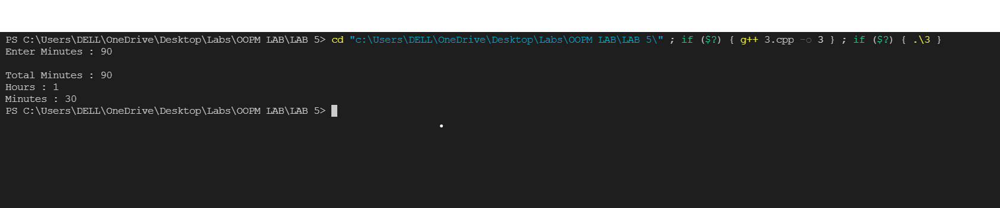 PS C:\Users\DELL\OneDrive\Desktop\Labs\OOPM LAB\LAB 5> cd "c:\Users\DELL\OneDrive\Desktop\Labs\OOPM LAB\LAB 5\" ; if ($?) { g++ 3.cpp -o 3 } ; if ($?) { .\3 }
Enter Minutes : 90
Total Minutes : 90
Hours : 1
Minutes : 30
PS C:\Users\DELL\OneDrive\Desktop\Labs\OOPM LAB\LAB 5>